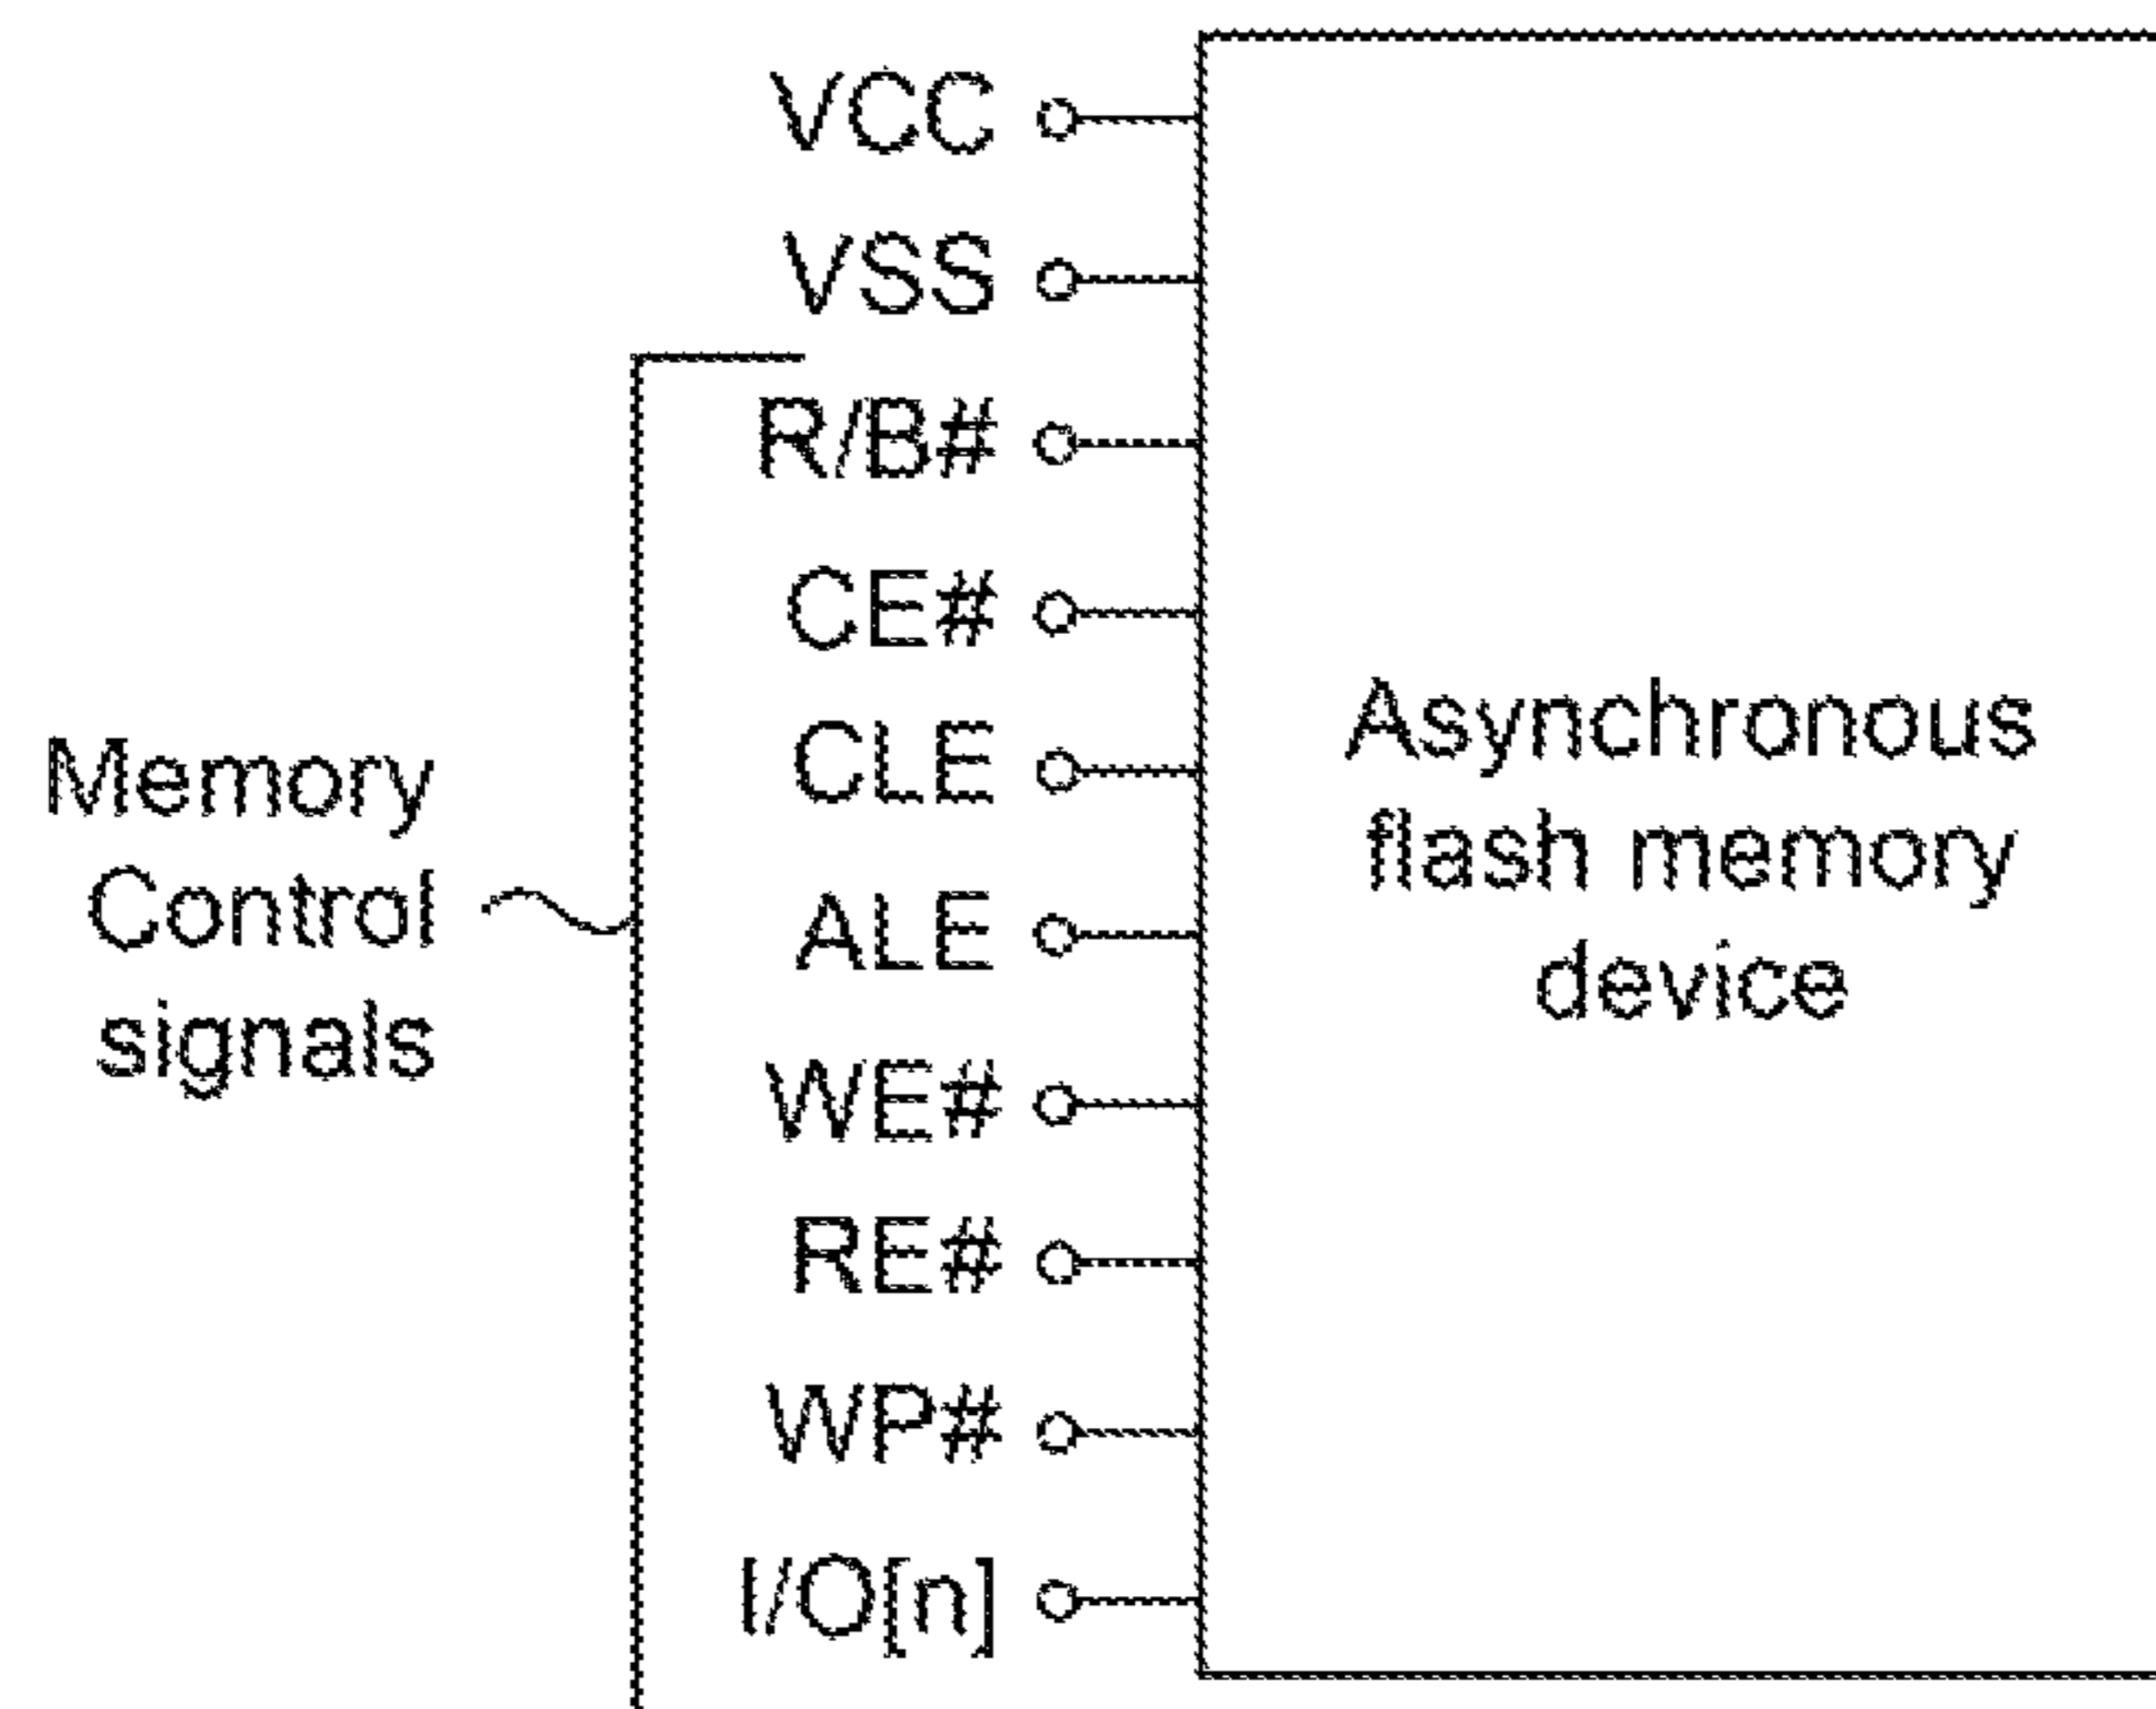 VCC
VSS
R/B#
CE#
CLE
ALE
WE#
RE#
WP#
I/O[n]
Memory
Control
signals
Asynchronous
flash memory
device